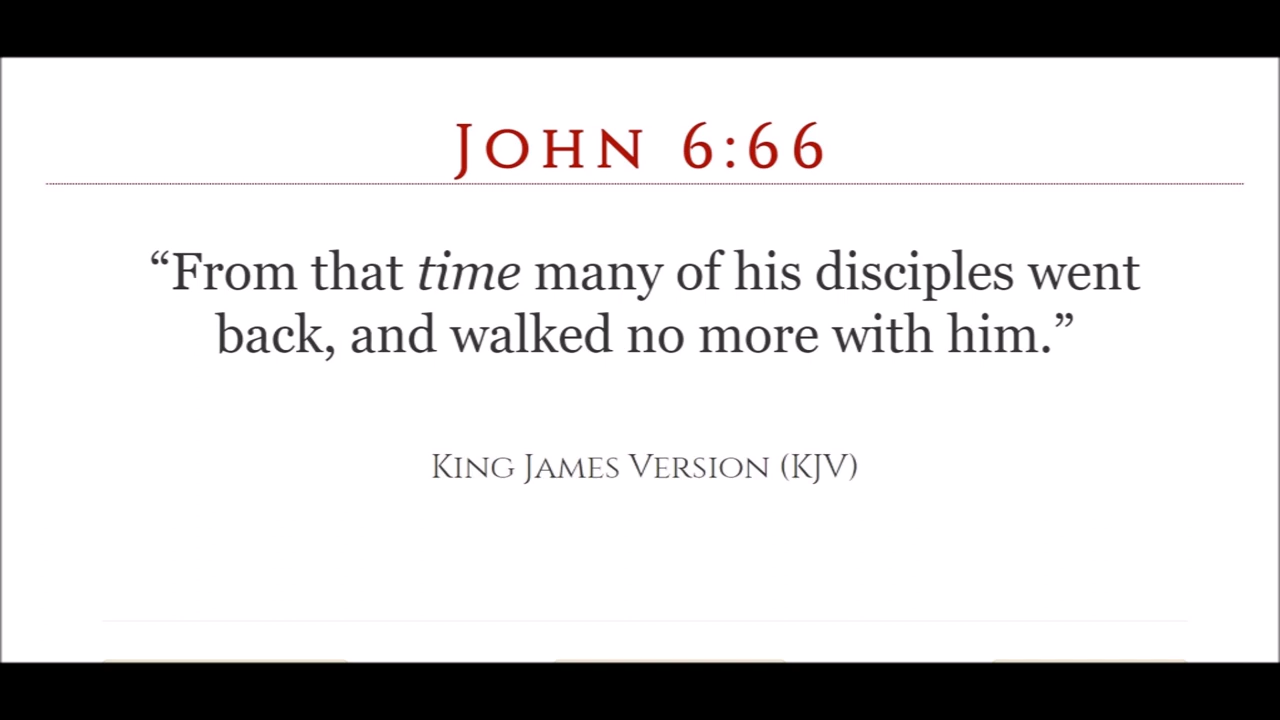 John 6:66
“From that time many of his disciples went
back, and walked no more with him.”
King James Version (KJV)